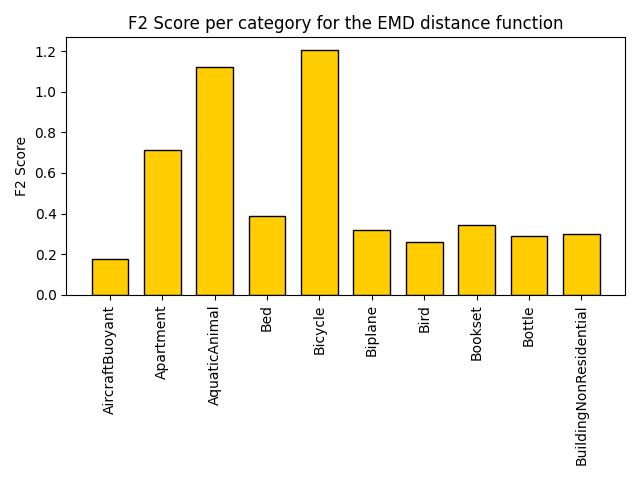 F2 Score per category for the EMD distance function
F2 Score
1.2
1.0
0.8
0.6
0.4
0.2
0.0
AircraftBuoyant
Apartment
AquaticAnimal
Bed
Bicycle
Biplane
Bird
Bookset
Bottle
BuildingNonResidential